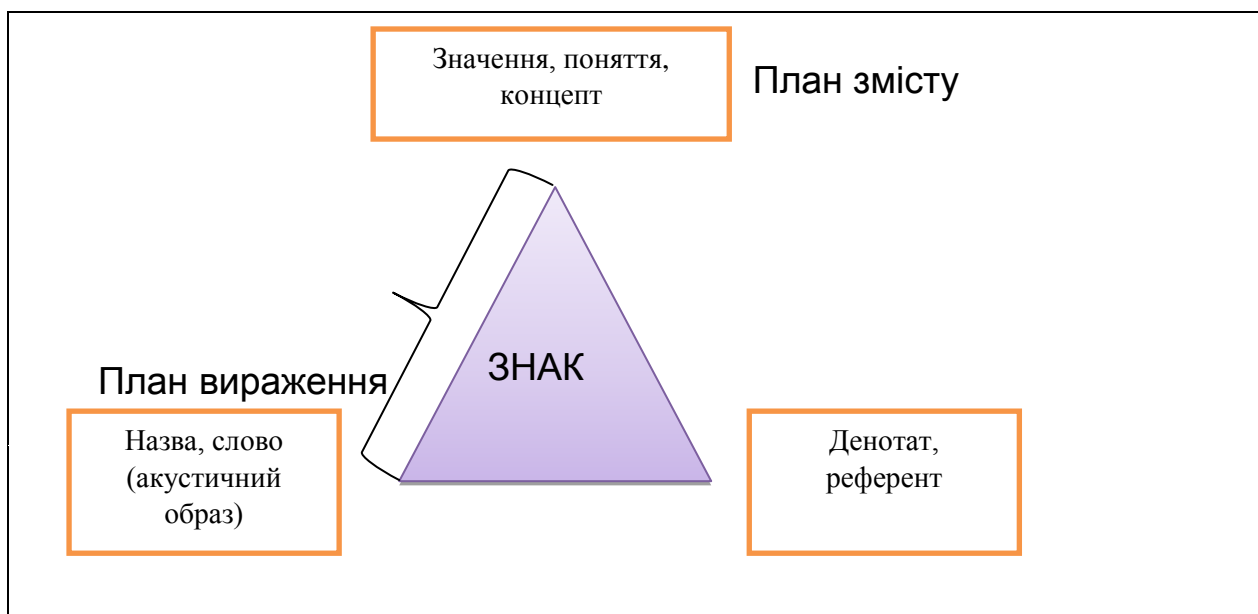 Значення, поняття,
концепт
План змісту
ЗНАК
План вираження
Назва, слово
(акустичний
образ)
Денотат,
референт